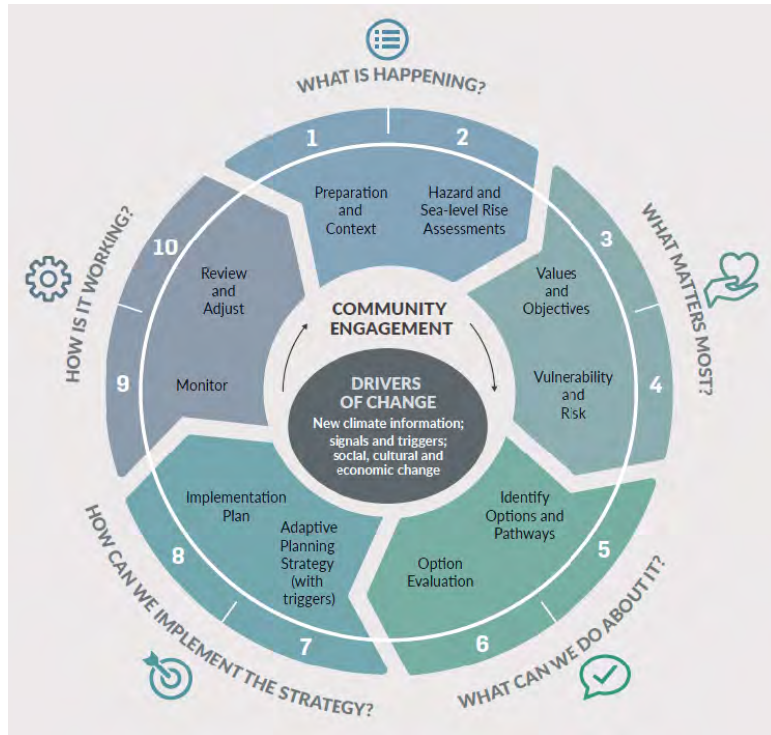 WHAT IS HAPPENING?
1
2
Preparation
and
Context
Hazard and
Sea-level Rise
Assessments
WHAT MATTERS MOST?
3
4
Values
and
Objectives
Vulnerability
and
Risk
WHAT CAN WE DO ABOUT IT?
5
6
Identify
Options and
Pathways
Option
Evaluation
HOW CAN WE IMPLEMENT THE STRATEGY?
7
8
Adaptive
Planning
Strategy
(with
triggers)
Implementation
Plan
HOW IS IT WORKING?
9
10
Monitor
Review
and
Adjust
COMMUNITY
ENGAGEMENT
DRIVERS
OF CHANGE
New climate information;
signals and triggers;
social, cultural and
economic change